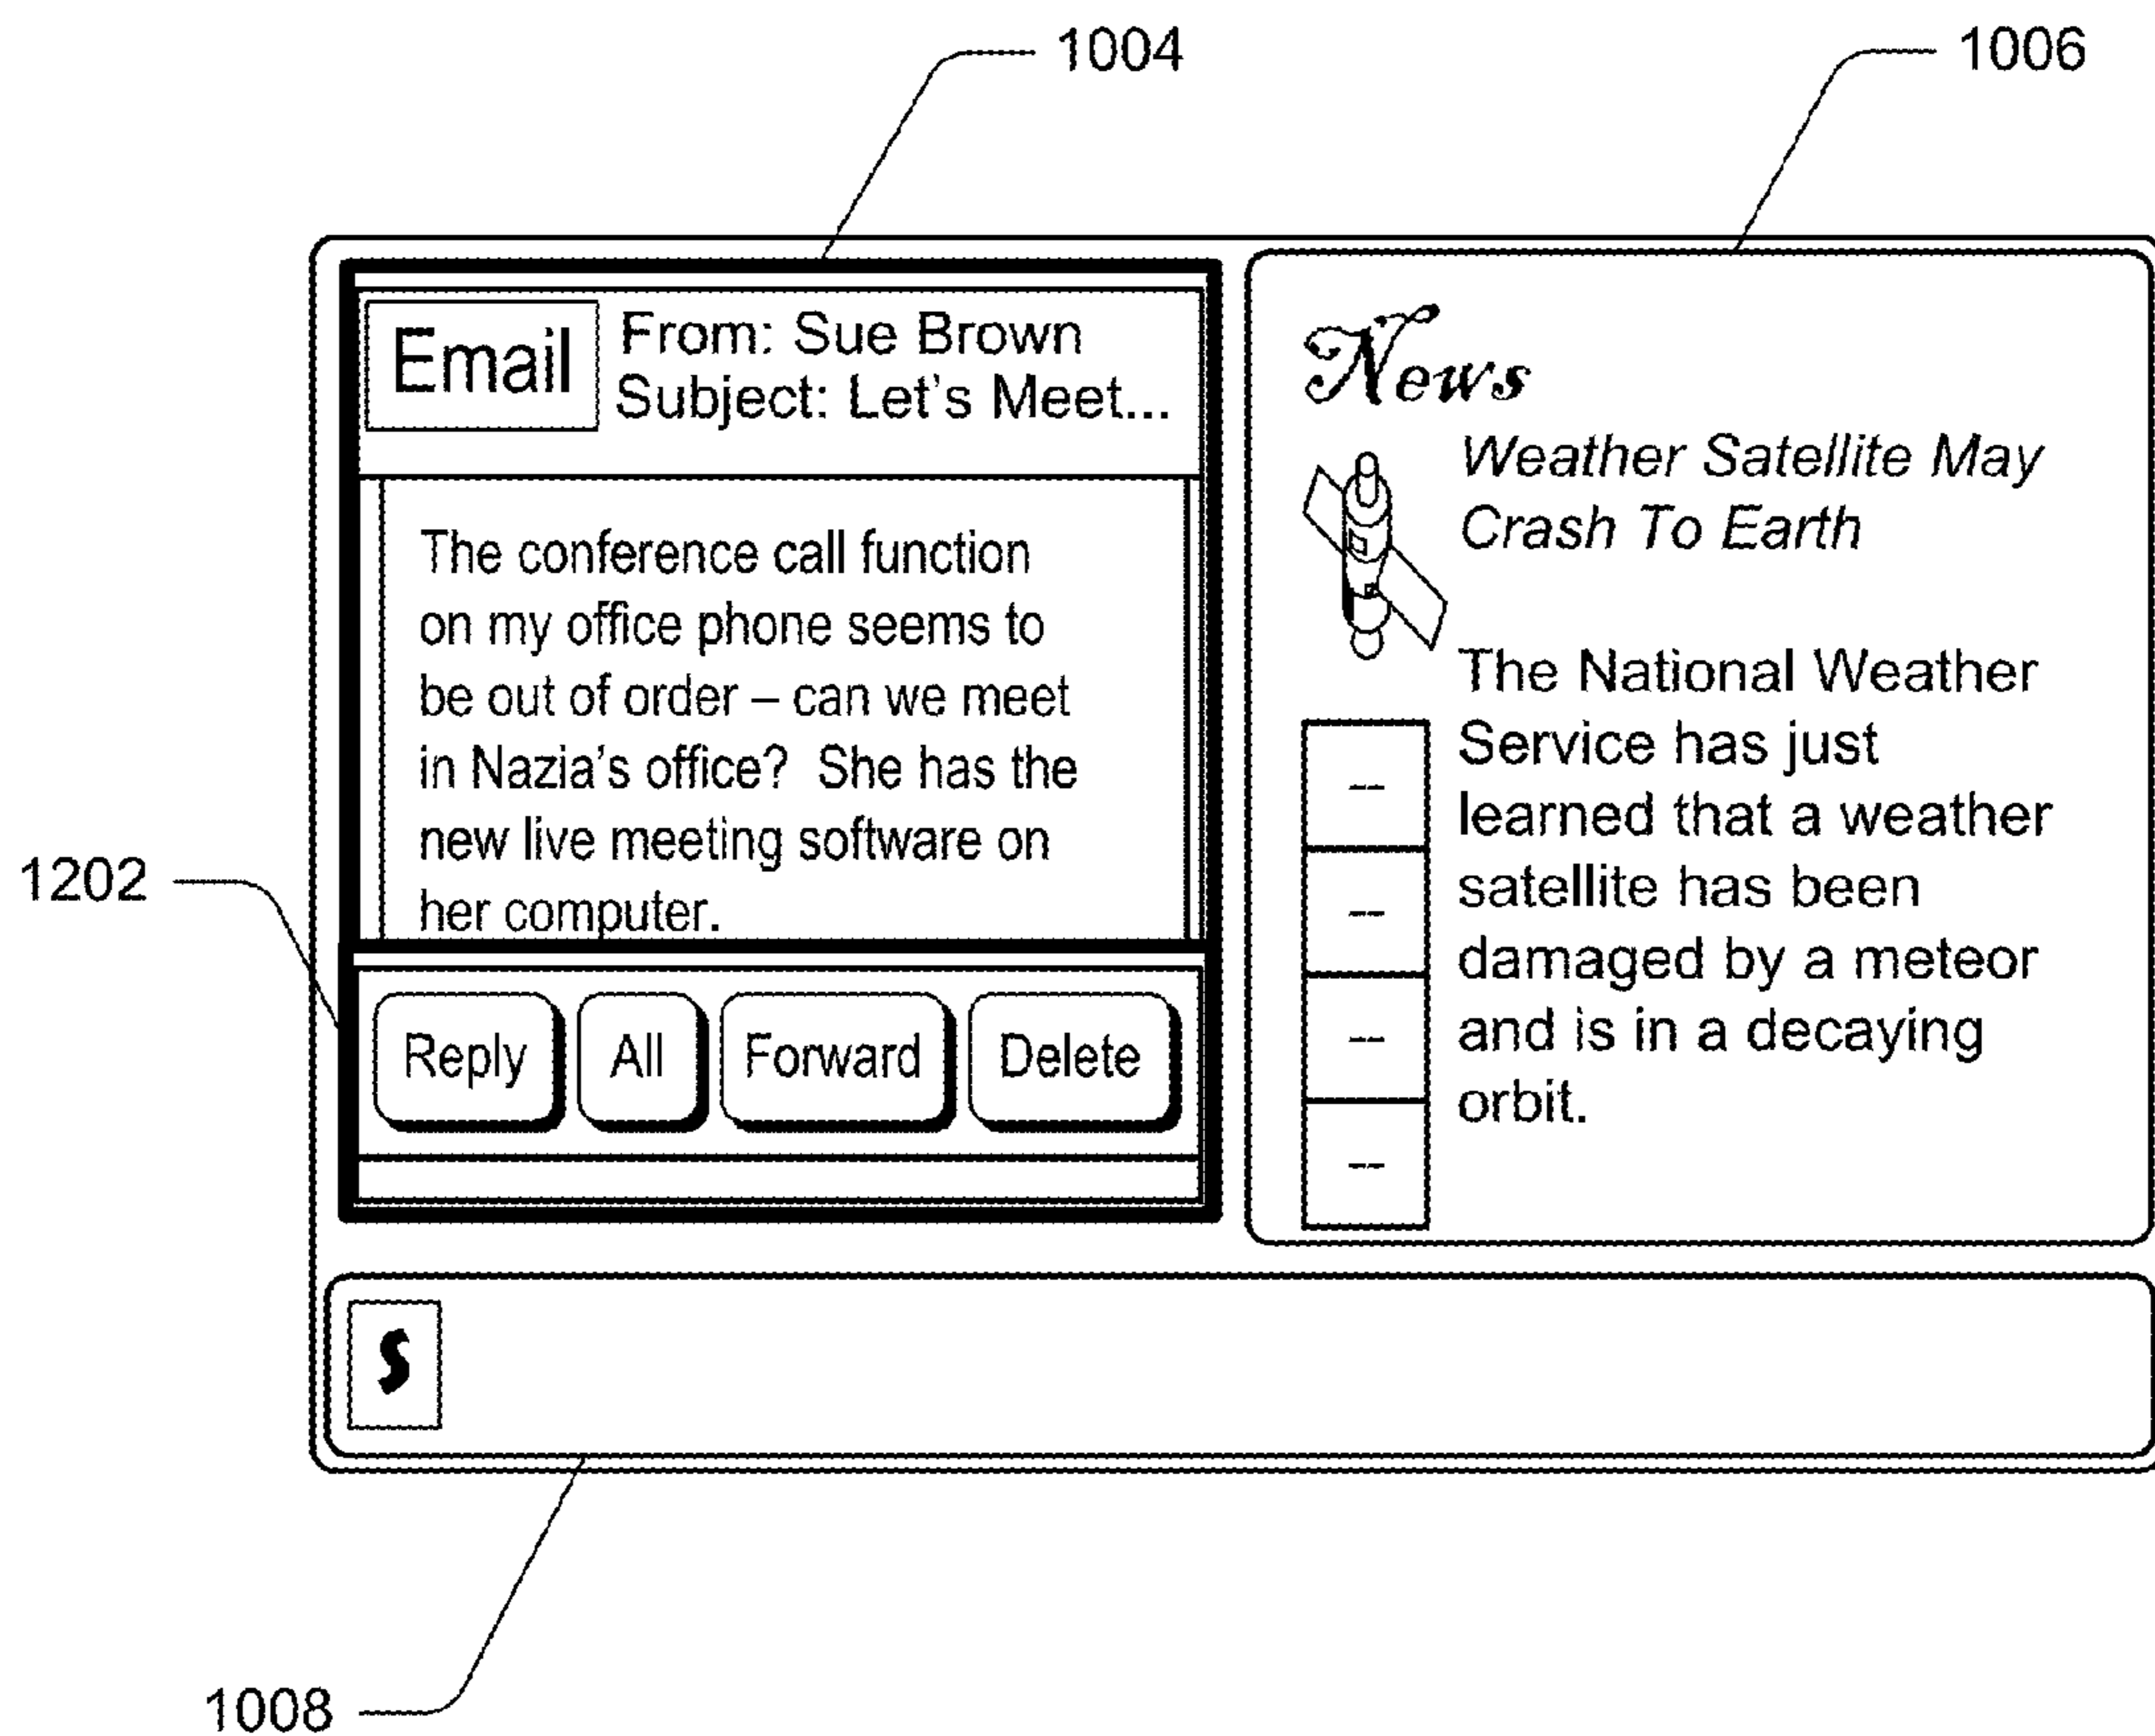 1004
1006
Email
From: Sue Brown
Subject: Let's Meet...
The conference call function
on my office phone seems to
be out of order – can we meet
in Nazia's office?  She has the
new live meeting software on
her computer.
1202
Reply
All
Forward
Delete
News
Weather Satellite May
Crash To Earth
The National Weather
Service has just
learned that a weather
satellite has been
damaged by a meteor
and is in a decaying
orbit.
--
--
--
--
S
1008